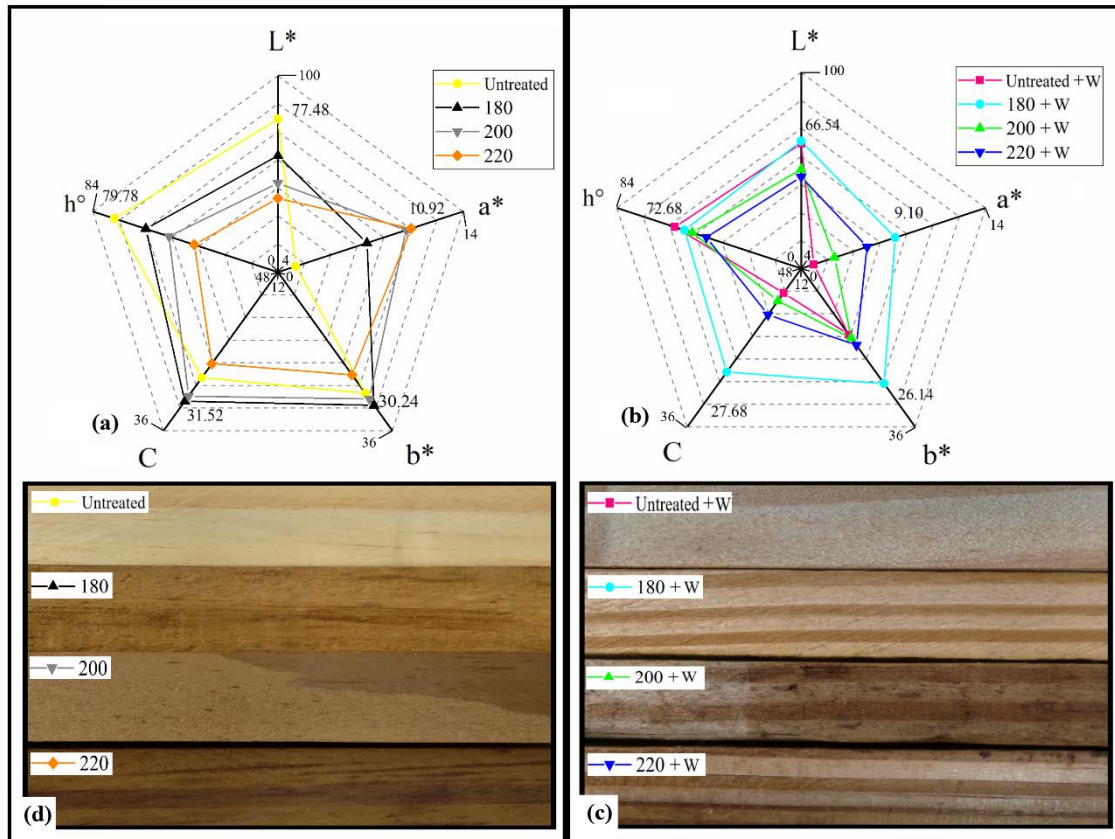 L*
100
77.48
Untreated
180
200
220
84
79.78
h°
10.92
a*
14
0.4
48
0
12
31.52
30.24
36
36
C
b*
(a)
L*
100
66.54
Untreated +W
180 +W
200 +W
220 +W
84
72.68
h°
9.10
a*
14
0.4
48
0
12
27.68
26.14
36
36
C
b*
(b)
Untreated
180
200
220
(d)
Untreated +W
180 +W
200 +W
220 +W
(c)